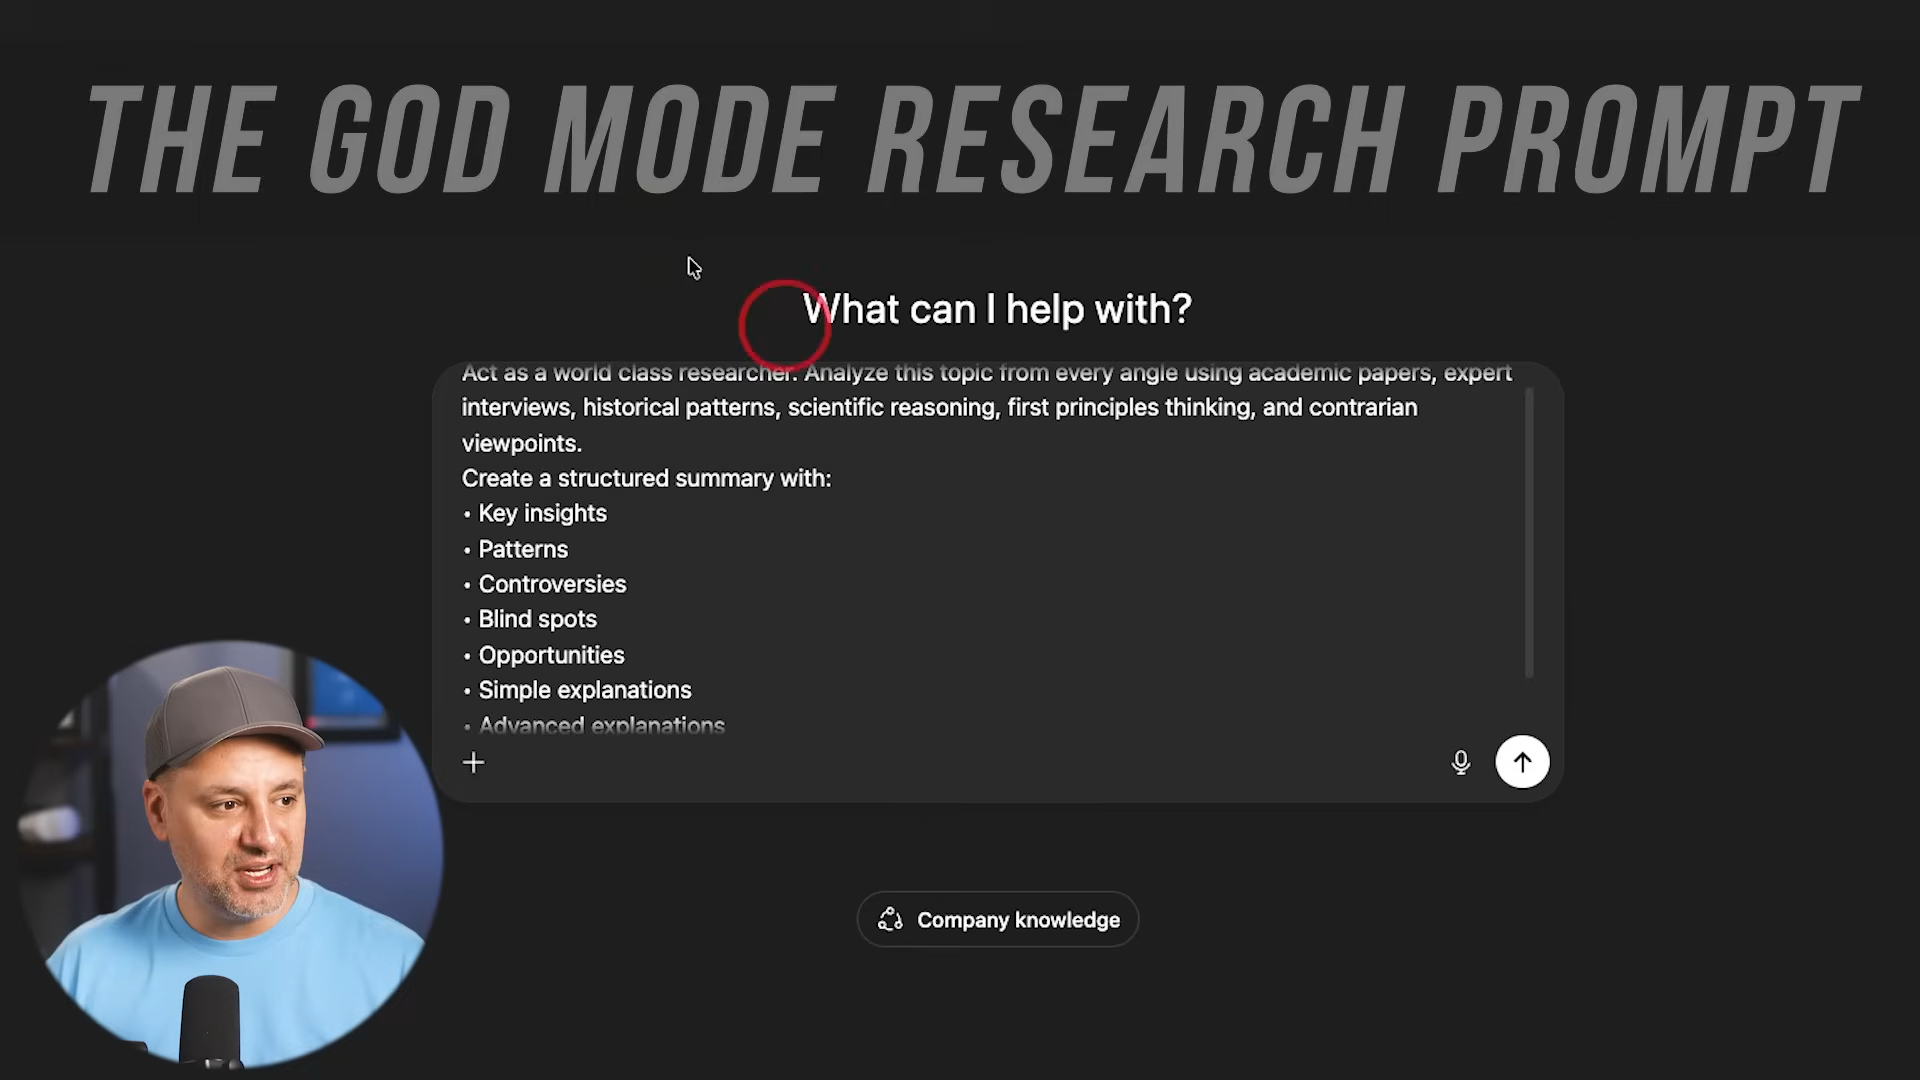 THE GOD MODE RESEARCH PROMPT
What can I help with?
Act as a world class researcher. Analyze this topic from every angle using academic papers, expert
interviews, historical patterns, scientific reasoning, first principles thinking, and contrarian
viewpoints.
Create a structured summary with:
• Key insights
• Patterns
• Controversies
• Blind spots
• Opportunities
• Simple explanations
• Advanced explanations
Company knowledge